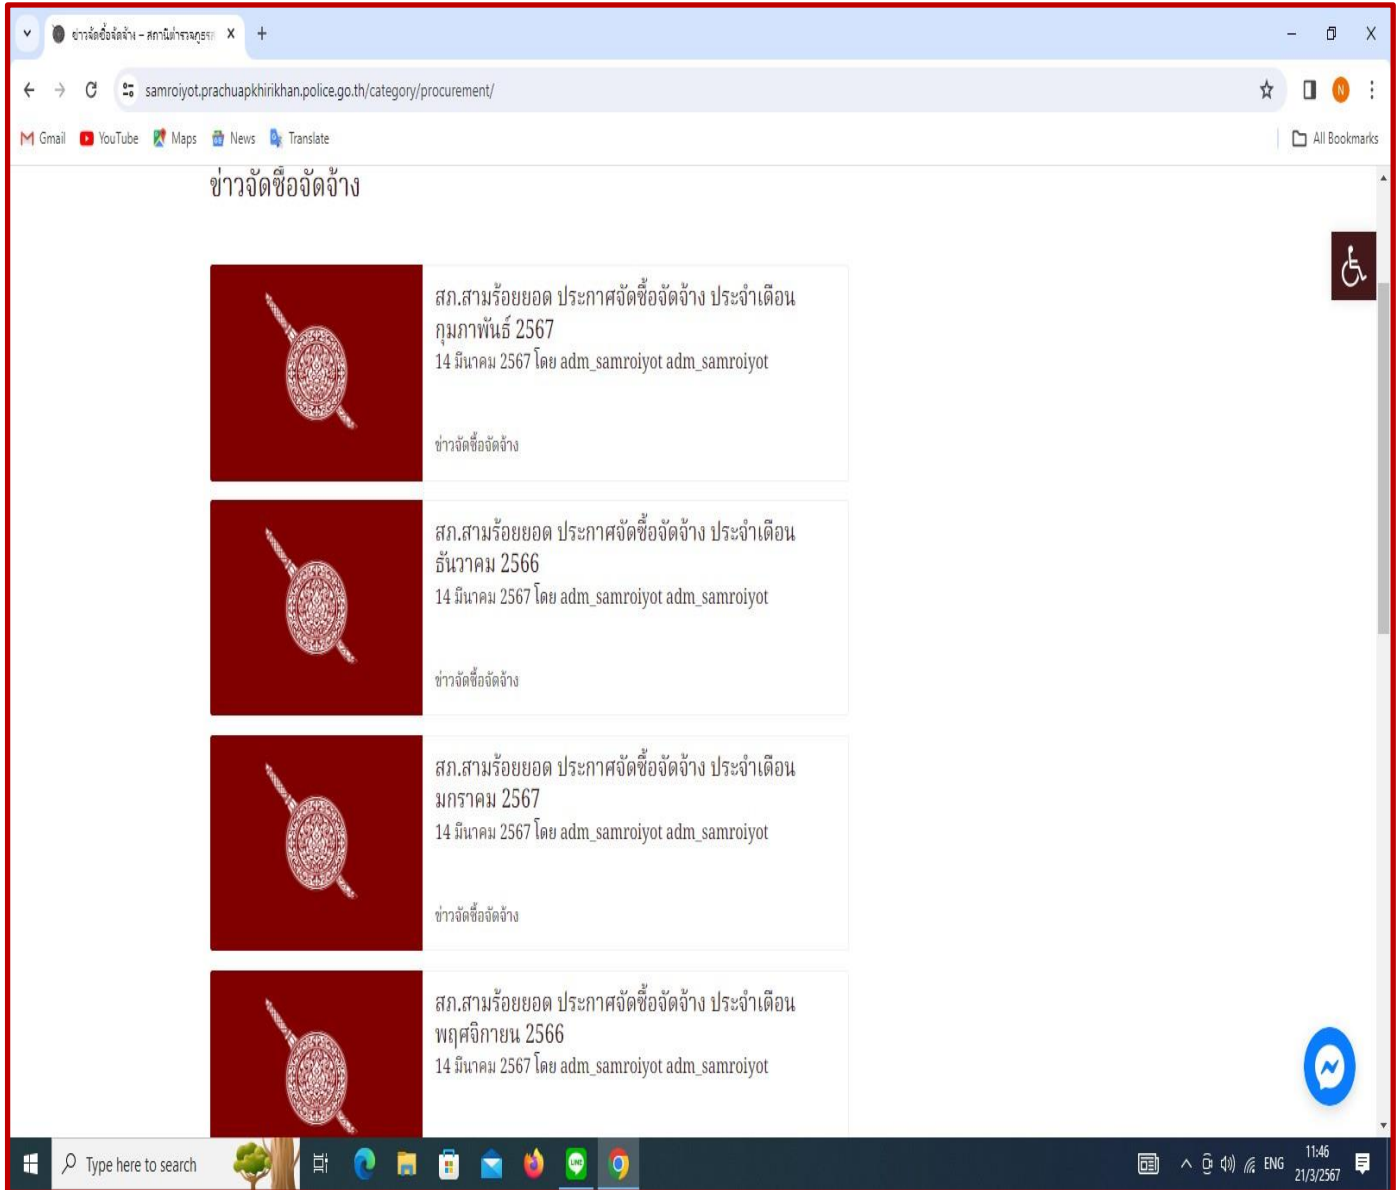 ข่าวจัดซื้อจัดจ้าง – สถานีตำรวจภูธร
samroiyot.prachuapkhirikhan.police.go.th/category/procurement/
N
Gmail YouTube Maps News Translate All Bookmarks
ข่าวจัดซื้อจัดจ้าง
สภ.สามร้อยยอด ประกาศจัดซื้อจัดจ้าง ประจำเดือน
กุมภาพันธ์ 2567
14 มีนาคม 2567 โดย adm_samroiyot adm_samroiyot
ข่าวจัดซื้อจัดจ้าง
สภ.สามร้อยยอด ประกาศจัดซื้อจัดจ้าง ประจำเดือน
ธันวาคม 2566
14 มีนาคม 2567 โดย adm_samroiyot adm_samroiyot
ข่าวจัดซื้อจัดจ้าง
สภ.สามร้อยยอด ประกาศจัดซื้อจัดจ้าง ประจำเดือน
มกราคม 2567
14 มีนาคม 2567 โดย adm_samroiyot adm_samroiyot
ข่าวจัดซื้อจัดจ้าง
สภ.สามร้อยยอด ประกาศจัดซื้อจัดจ้าง ประจำเดือน
พฤศจิกายน 2566
14 มีนาคม 2567 โดย adm_samroiyot adm_samroiyot
Type here to search
LINE
ENG
11:46
21/3/2567